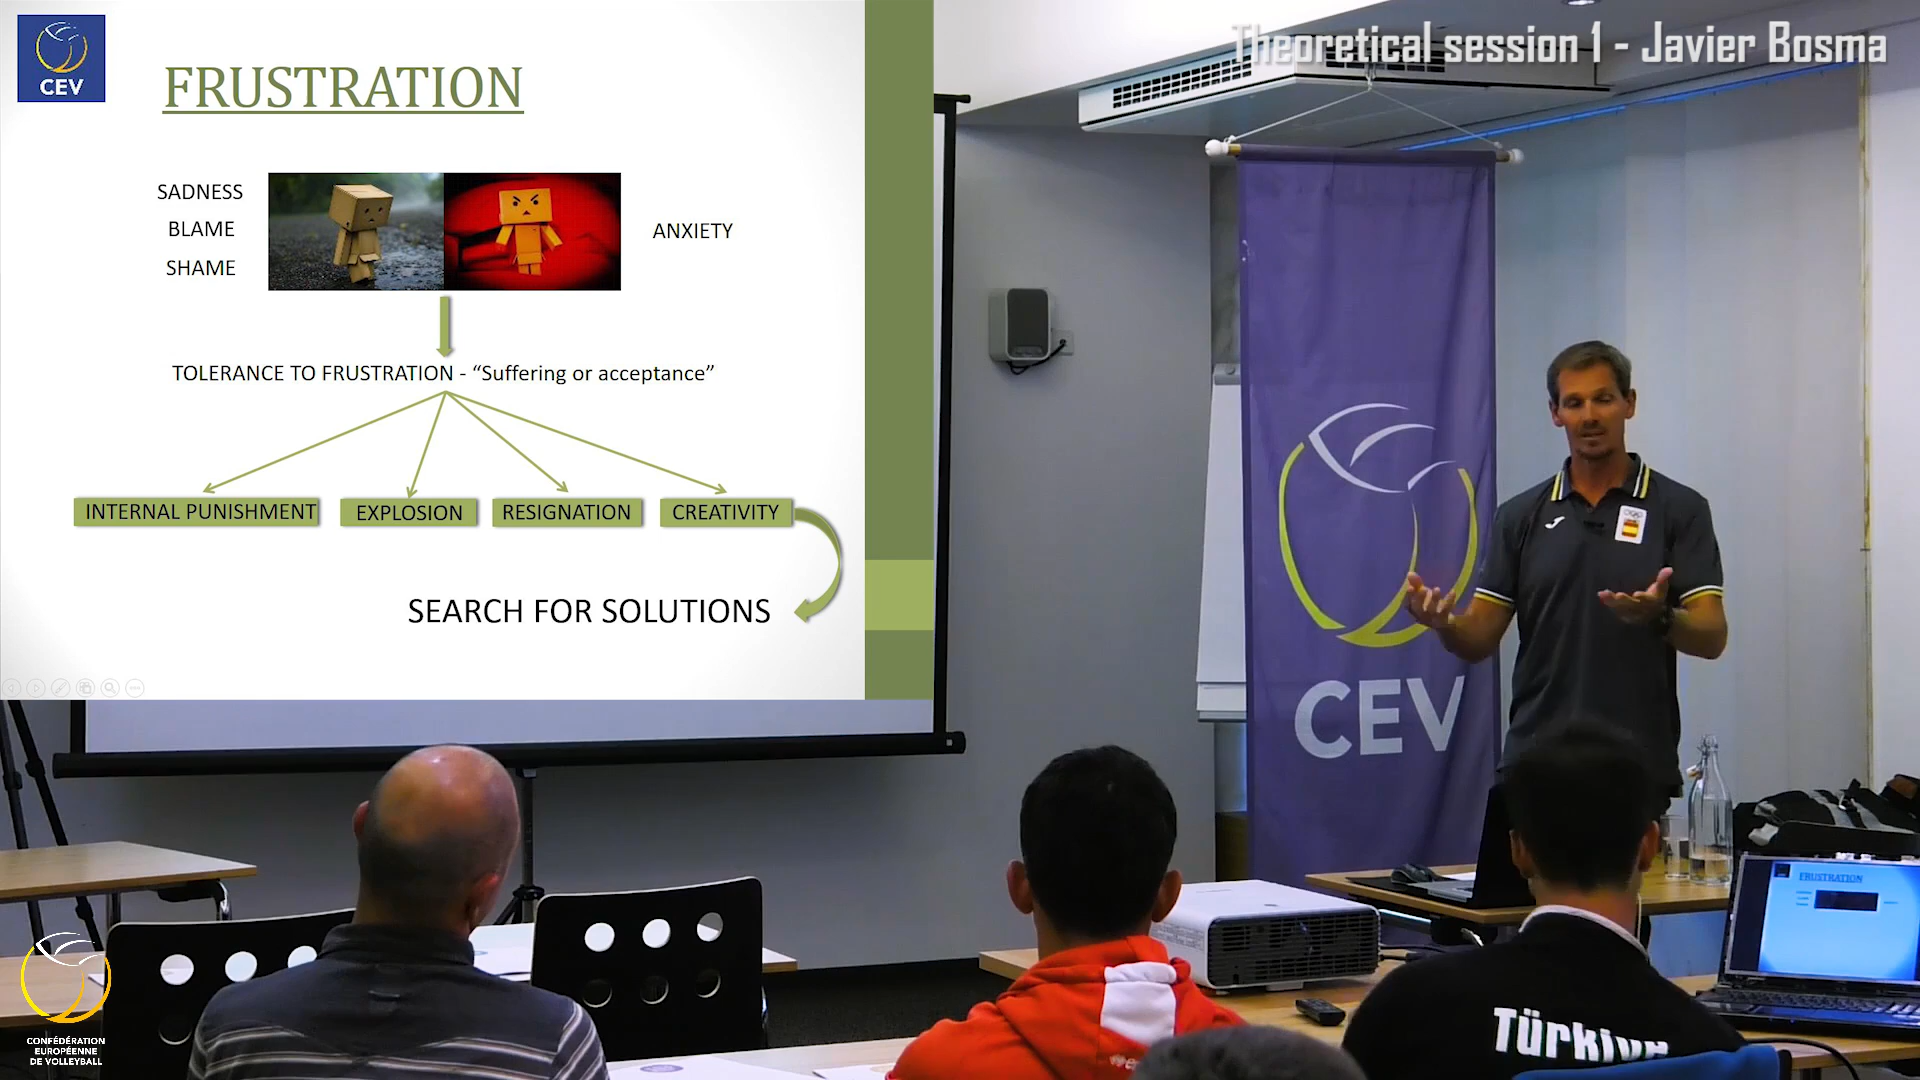 CEV
FRUSTRATION
SADNESS
BLAME
SHAME
ANXIETY
TOLERANCE TO FRUSTRATION - “Suffering or acceptance”
INTERNAL PUNISHMENT
EXPLOSION
RESIGNATION
CREATIVITY
SEARCH FOR SOLUTIONS
Theoretical session 1 - Javier Bosma
CEV
FRUSTRATION
Türkiye
CONFÉDÉRATION
EUROPÉENNE
DE VOLLEYBALL